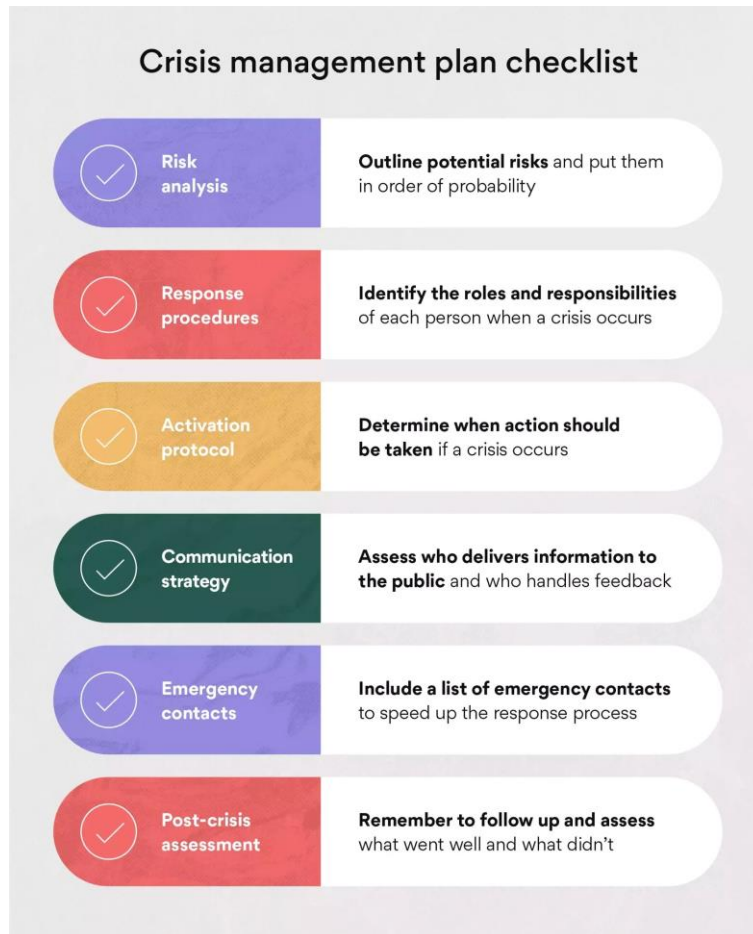 Crisis management plan checklist
Risk
analysis
Outline potential risks and put them
in order of probability
Response
procedures
Identify the roles and responsibilities
of each person when a crisis occurs
Activation
protocol
Determine when action should
be taken if a crisis occurs
Communication
strategy
Assess who delivers information to
the public and who handles feedback
Emergency
contacts
Include a list of emergency contacts
to speed up the response process
Post-crisis
assessment
Remember to follow up and assess
what went well and what didn’t